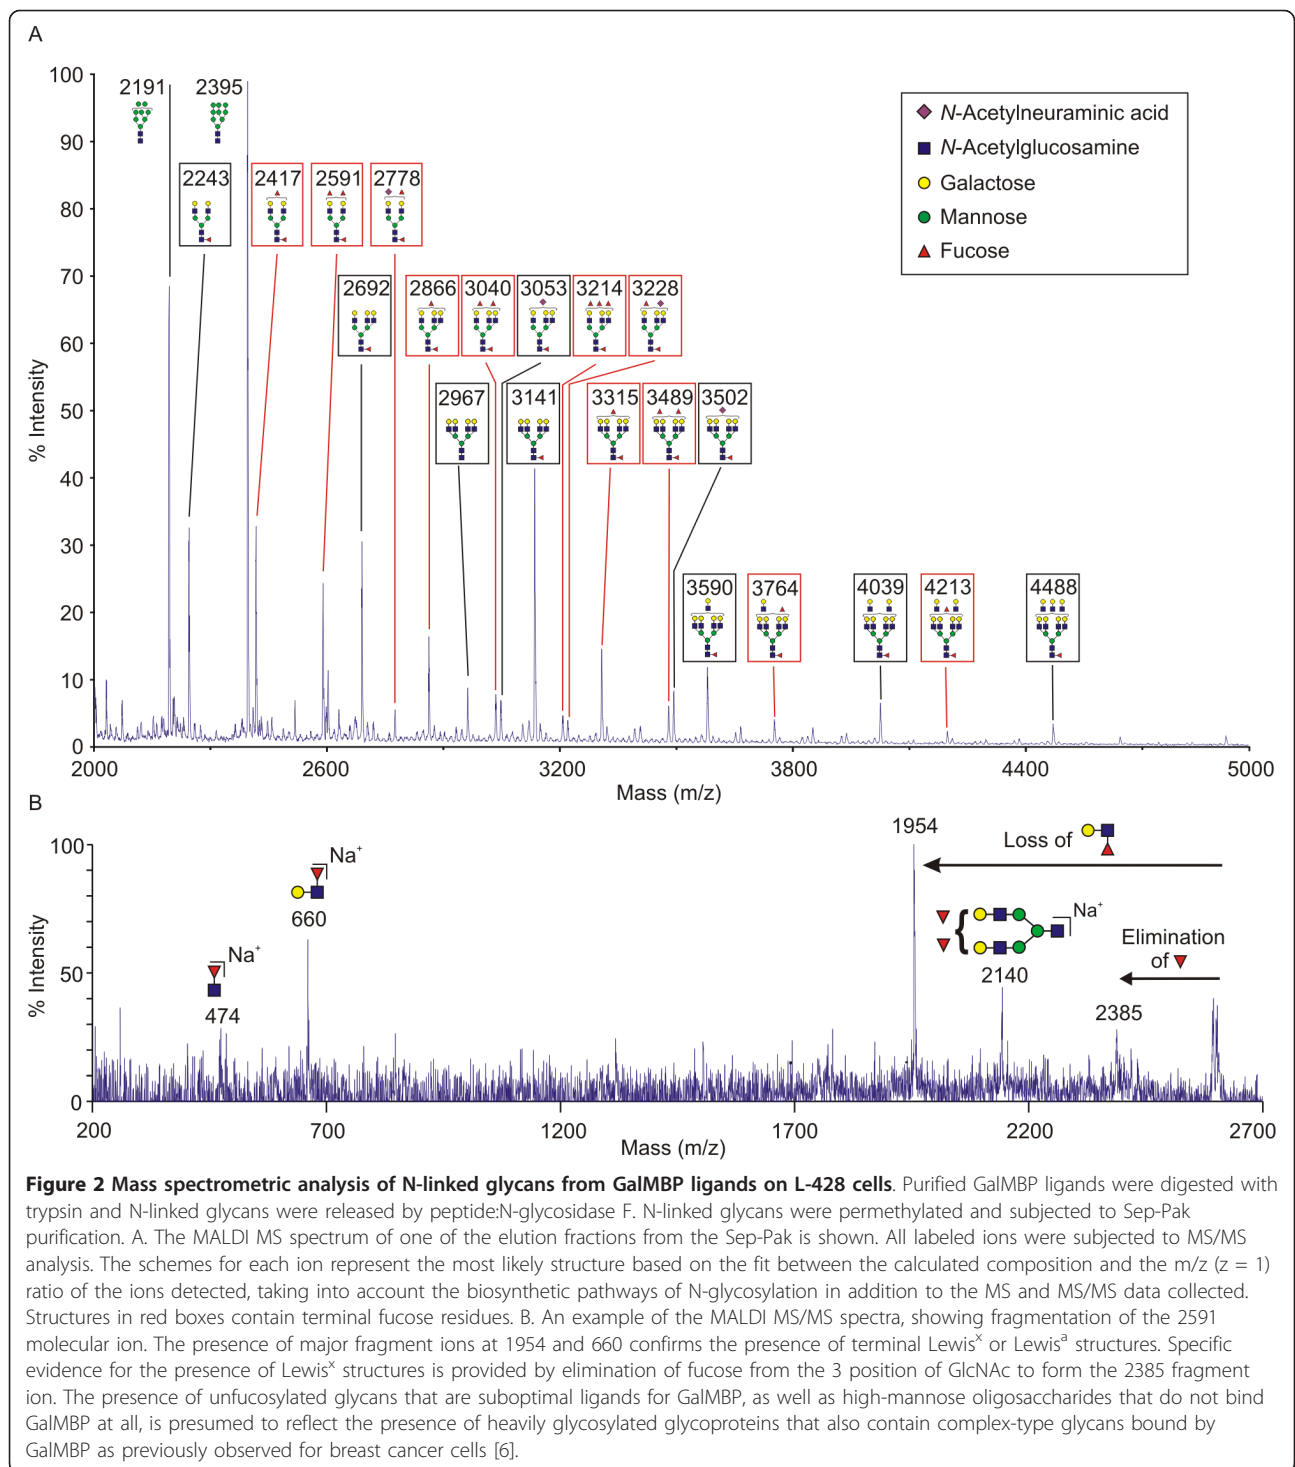 A
100
90
80
70
60
50
40
30
20
10
0
% Intensity
2191
2395
2243
2417
2591
2778
2692
2866
3040
3053
3214
3228
2967
3141
3315
3489
3502
3590
3764
4039
4213
4488
N-Acetylneuraminic acid
N-Acetylglucosamine
Galactose
Mannose
Fucose
2000
2600
3200
3800
4400
5000
Mass (m/z)
B
100
50
0
% Intensity
Na+
474
Na+
660
1954
Loss of
Na+
2140
Elimination
of
2385
200
700
1200
1700
2200
2700
Mass (m/z)
Figure 2 Mass spectrometric analysis of N-linked glycans from GalMBP ligands on L-428 cells. Purified GalMBP ligands were digested with
trypsin and N-linked glycans were released by peptide:N-glycosidase F. N-linked glycans were permethylated and subjected to Sep-Pak
purification. A. The MALDI MS spectrum of one of the elution fractions from the Sep-Pak is shown. All labeled ions were subjected to MS/MS
analysis. The schemes for each ion represent the most likely structure based on the fit between the calculated composition and the m/z (z = 1)
ratio of the ions detected, taking into account the biosynthetic pathways of N-glycosylation in addition to the MS and MS/MS data collected.
Structures in red boxes contain terminal fucose residues. B. An example of the MALDI MS/MS spectra, showing fragmentation of the 2591
molecular ion. The presence of major fragment ions at 1954 and 660 confirms the presence of terminal Lewisx or Lewisa structures. Specific
evidence for the presence of Lewisx structures is provided by elimination of fucose from the 3 position of GlcNAc to form the 2385 fragment
ion. The presence of unfucosylated glycans that are suboptimal ligands for GalMBP, as well as high-mannose oligosaccharides that do not bind
GalMBP at all, is presumed to reflect the presence of heavily glycosylated glycoproteins that also contain complex-type glycans bound by
GalMBP as previously observed for breast cancer cells [6].